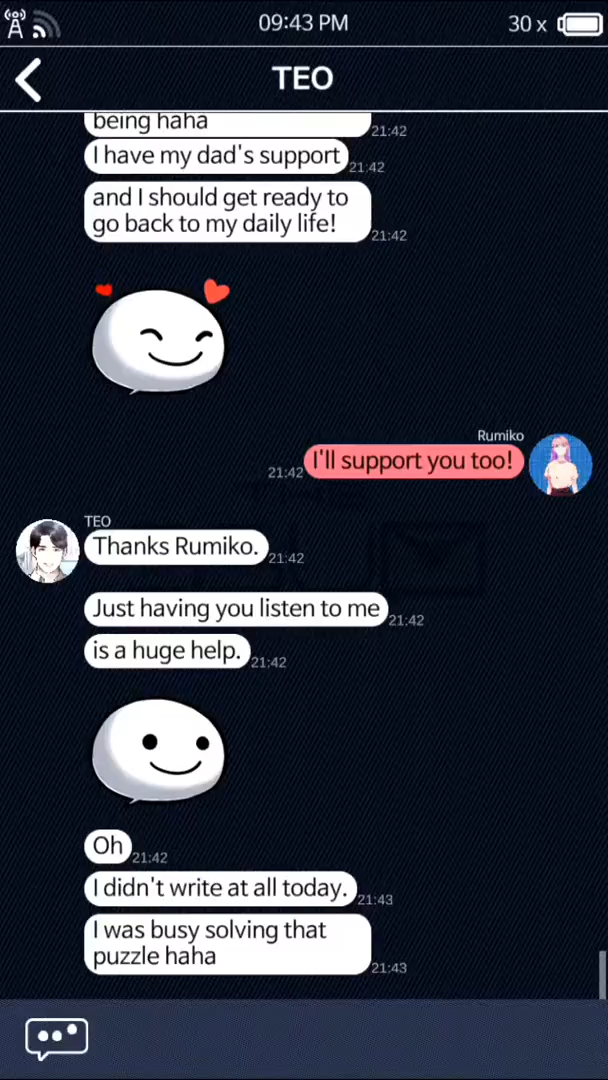 09:43 PM
30 x
TEO
being haha
21:42
I have my dad's support
21:42
and I should get ready to
go back to my daily life!
21:42
Rumiko
I'll support you too!
21:42
TEO
Thanks Rumiko.
21:42
Just having you listen to me
21:42
is a huge help.
21:42
Oh
21:42
I didn't write at all today.
21:43
I was busy solving that
puzzle haha
21:43